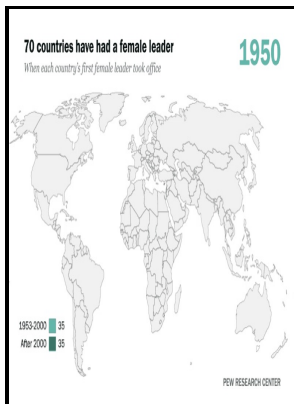 70 countries have had a female leader
1950
When each country's first female leader took office
1953-2000 35
After 2000 35
PEW RESEARCH CENTER